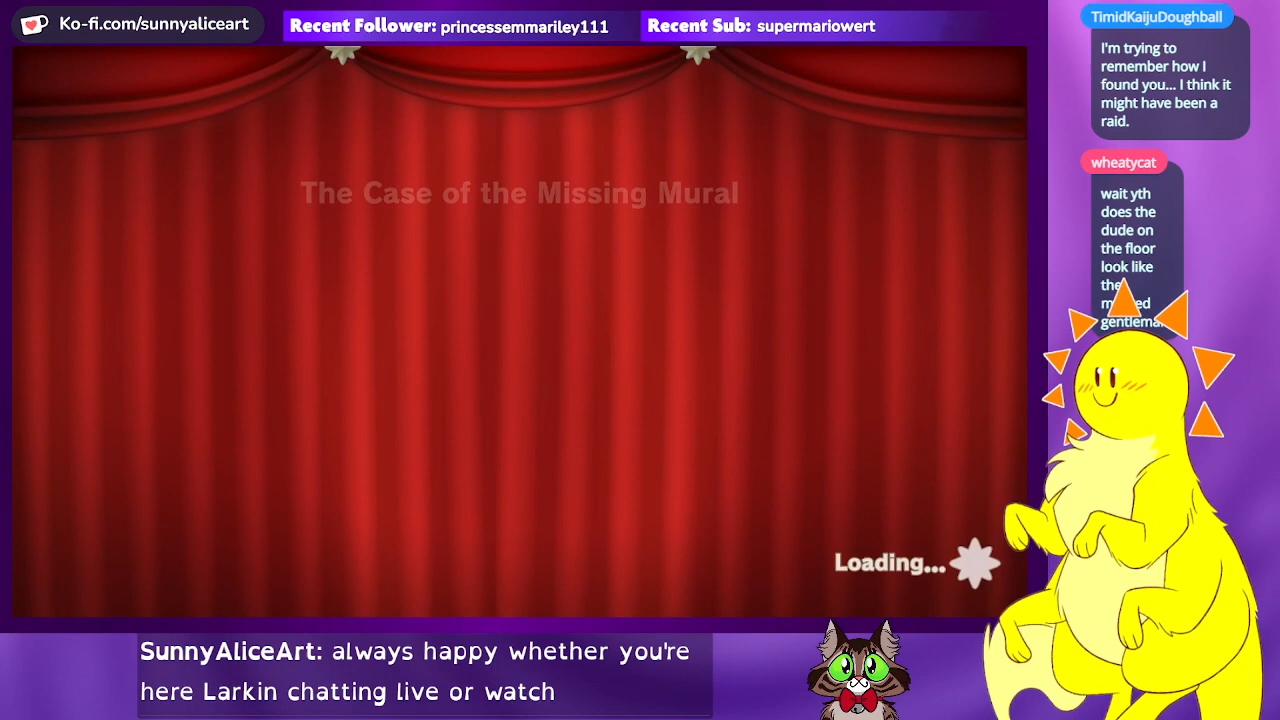 Ko-fi.com/sunnyaliceart
Recent Follower: princessemmariley111
Recent Sub: supermariowert
TimidKaijuDoughball
I'm trying to
remember how I
found you... I think it
might have been a
raid.
wheatycat
wait yth
does the
dude on
the floor
look like
the
The Case of the Missing Mural
Loading...
SunnyAliceArt: always happy whether you're
here Larkin chatting live or watch